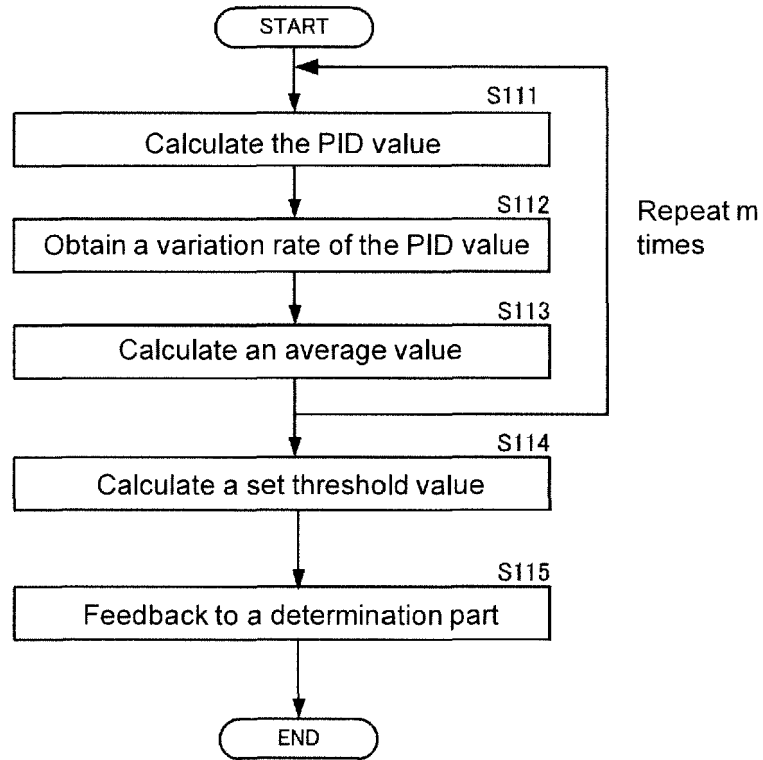 START
S111
Calculate the PID value
S112
Obtain a variation rate of the PID value
Repeat m
times
S113
Calculate an average value
S114
Calculate a set threshold value
S115
Feedback to a determination part
END